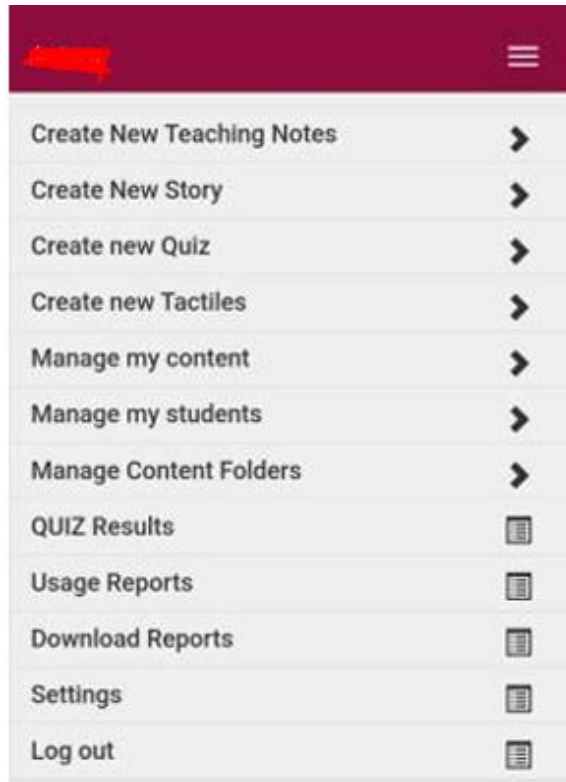 Create New Teaching Notes
Create New Story
Create new Quiz
Create new Tactiles
Manage my content
Manage my students
Manage Content Folders
QUIZ Results
Usage Reports
Download Reports
Settings
Log out